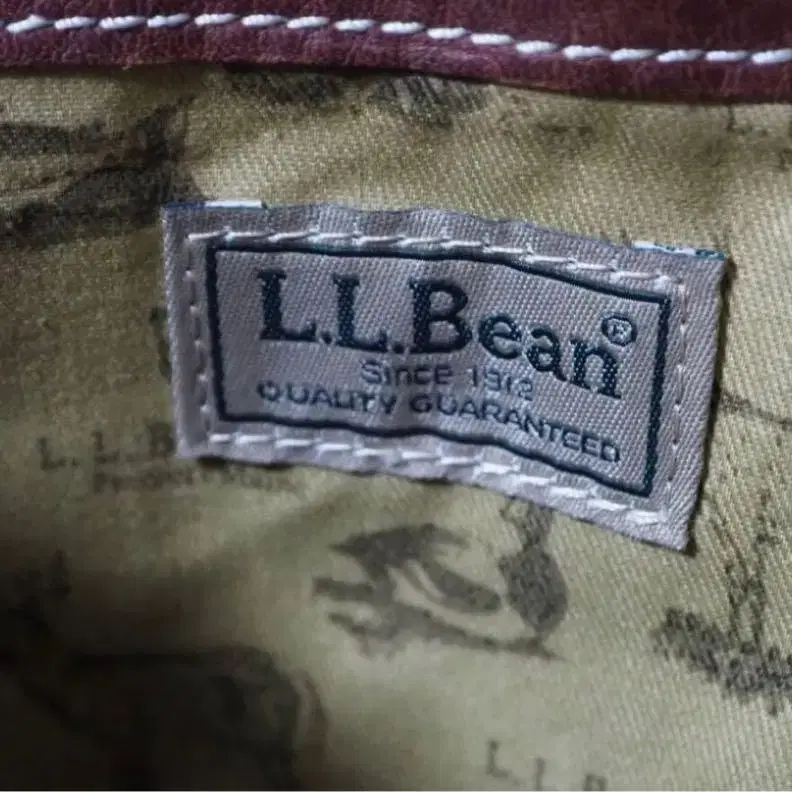 L.L.Bean®
Since 1912
QUALITY GUARANTEED
L.L.B
L.L.B